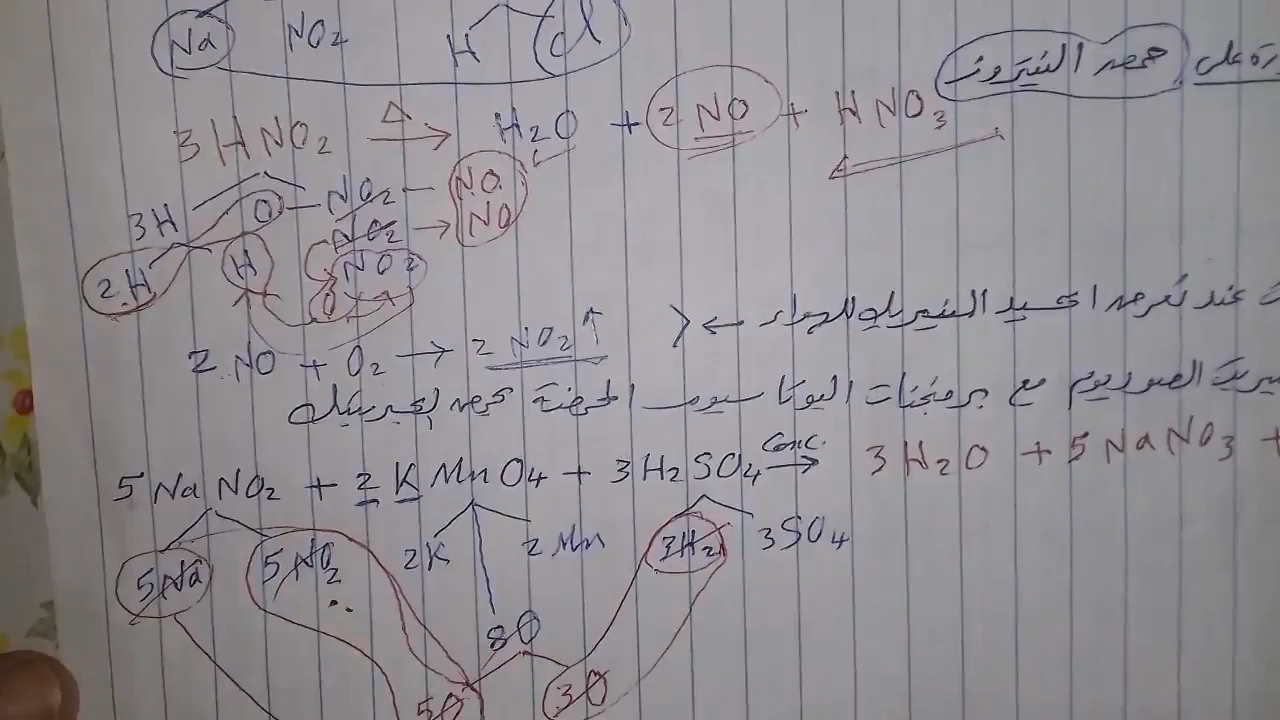 Na NO2 H Cl
حمض النيتروز
3HNO2 Δ→ H2O + 2NO + HNO3
3H O NO2 – NO
NO2 → NO
2H H NO2
O
عند تعرض اكسيد النيتريك للهواء ←
2NO + O2 → 2NO2↑
الصوديوم مع برمنجنات البوتاسيوم المحمضة
5NaNO2 + 2KMnO4 + 3H2SO4 conc.→ 3H2O + 5NaNO3 +
5Na 5NO2 2K 2Mn 3H2 3SO4
8O
5O 3O